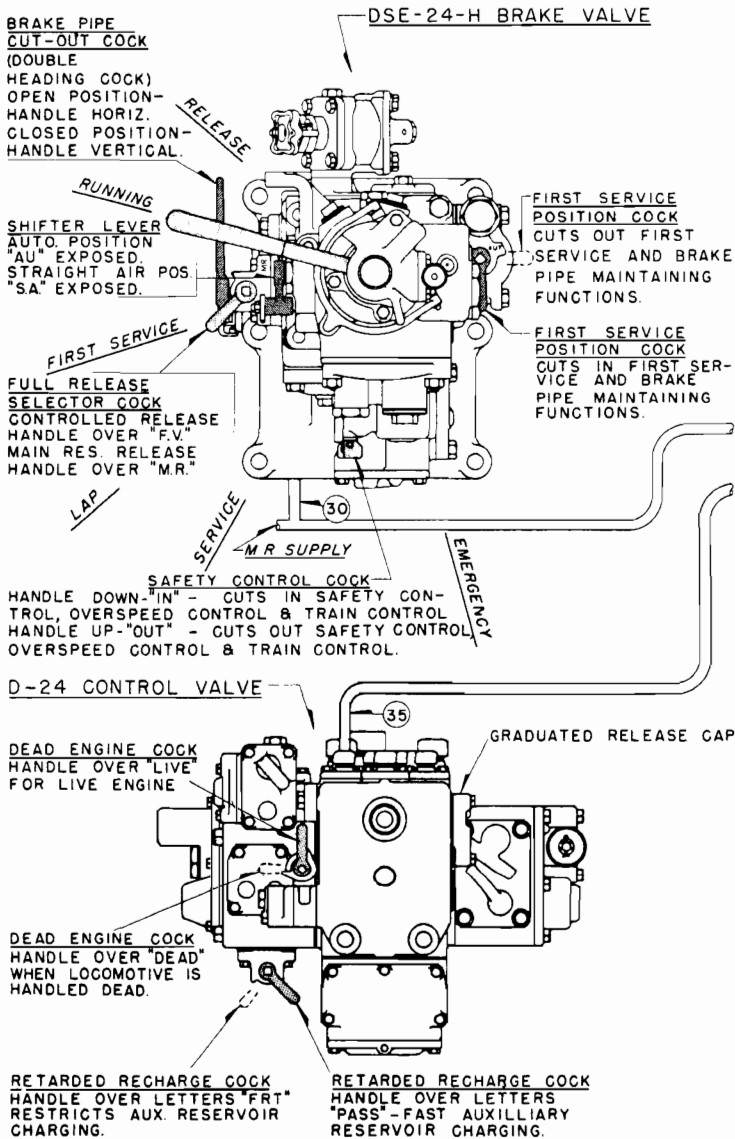 DSE-24-H BRAKE VALVE
BRAKE PIPE
CUT-OUT COCK
(DOUBLE
HEADING COCK)
OPEN POSITION-
HANDLE HORIZ.
CLOSED POSITION-
HANDLE VERTICAL.
RELEASE
RUNNING
SHIFTER LEVER
AUTO. POSITION
"AU" EXPOSED.
STRAIGHT AIR POS.
"S.A." EXPOSED.
MR
FIRST SERVICE
POSITION COCK
CUTS OUT FIRST
SERVICE AND BRAKE
PIPE MAINTAINING
FUNCTIONS.
FIRST SERVICE
FIRST SERVICE
POSITION COCK
CUTS IN FIRST SER-
VICE AND BRAKE
PIPE MAINTAINING
FUNCTIONS.
FULL RELEASE
SELECTOR COCK
CONTROLLED RELEASE
HANDLE OVER "F.V."
MAIN RES. RELEASE
HANDLE OVER "M.R."
LAP
SERVICE
30
M R SUPPLY
EMERGENCY
SAFETY CONTROL COCK
HANDLE DOWN-"IN" - CUTS IN SAFETY CON-
TROL, OVERSPEED CONTROL & TRAIN CONTROL
HANDLE UP-"OUT" - CUTS OUT SAFETY CONTROL,
OVERSPEED CONTROL & TRAIN CONTROL.
D-24 CONTROL VALVE
35
GRADUATED RELEASE CAP
DEAD ENGINE COCK
HANDLE OVER "LIVE"
FOR LIVE ENGINE
DEAD ENGINE COCK
HANDLE OVER "DEAD"
WHEN LOCOMOTIVE IS
HANDLED DEAD.
RETARDED RECHARGE COCK
HANDLE OVER LETTERS "FRT"
RESTRICTS AUX. RESERVOIR
CHARGING.
RETARDED RECHARGE COCK
HANDLE OVER LETTERS
"PASS"-FAST AUXILLIARY
RESERVOIR CHARGING.